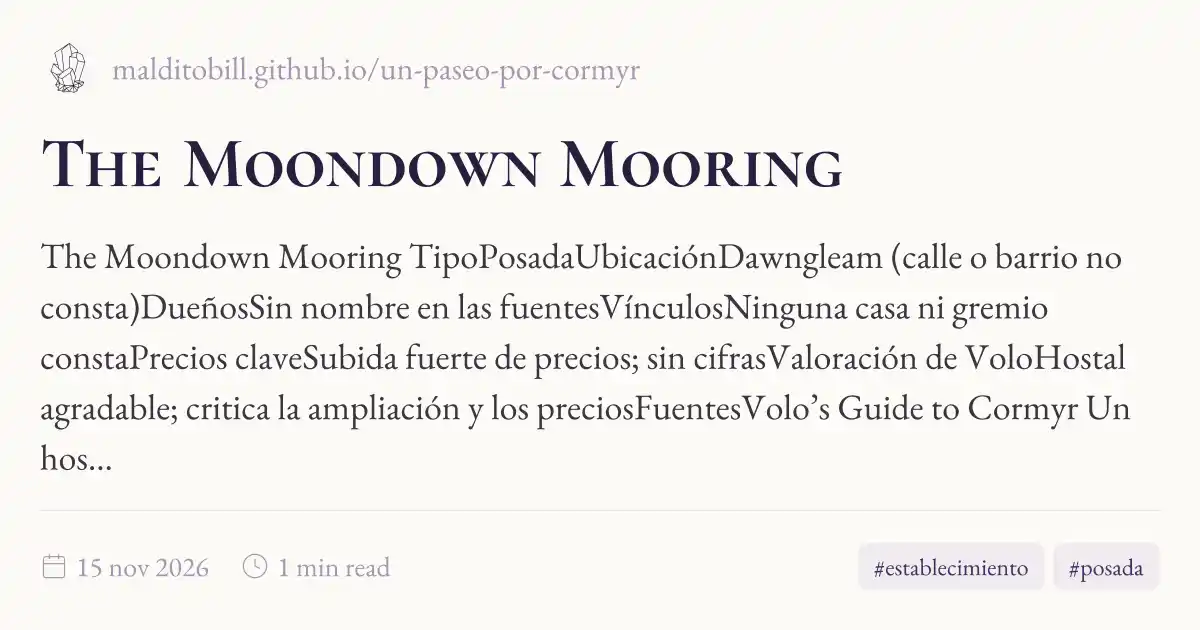 malditobill.github.io/un-paseo-por-cormyr
The Moondown Mooring
The Moondown Mooring TipoPosadaUbicaciónDawngleam (calle o barrio no
consta)DueñosSin nombre en las fuentesVínculosNinguna casa ni gremio
constaPrecios claveSubida fuerte de precios; sin cifrasValoración de VoloHostal
agradable; critica la ampliación y los preciosFuentesVolo’s Guide to Cormyr Un
hos...
15 nov 2026 1 min read #establecimiento #posada